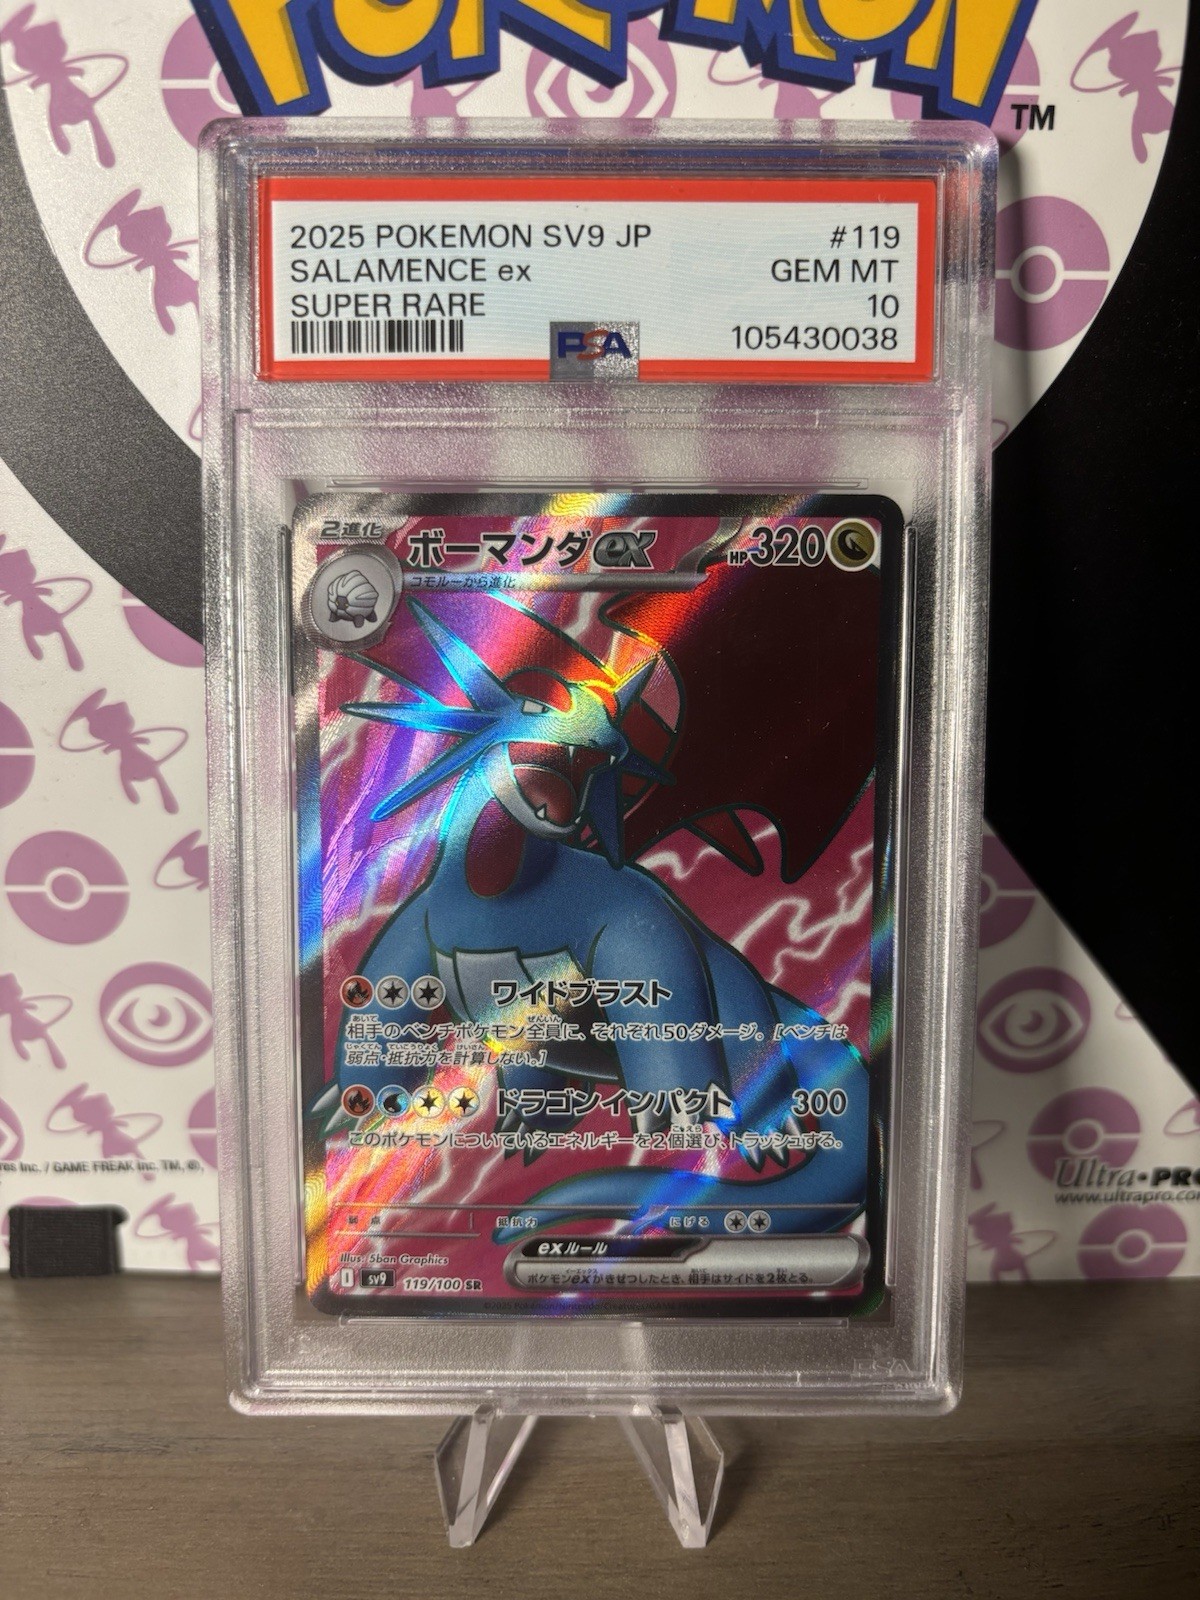 POKÉMON
TM
2025 POKEMON SV9 JP #119
SALAMENCE ex GEM MT
SUPER RARE 10
PSA 105430038
2進化 ボーマンダex HP320
コモルーから進化
ワイドブラスト
相手のベンチポケモン全員に、それぞれ50ダメージ。[ベンチは
弱点・抵抗力を計算しない。]
ドラゴンインパクト 300
このポケモンについているエネルギーを2個選び、トラッシュする。
弱点 抵抗力 にげる
exルール
ポケモンexがきぜつしたとき、相手はサイドを2枚とる。
Illus. 5ban Graphics
D sv9 119/100 SR
PSA
res Inc. / GAME FREAK inc. TM, ®,
Ultra•PRO
www.ultrapro.com